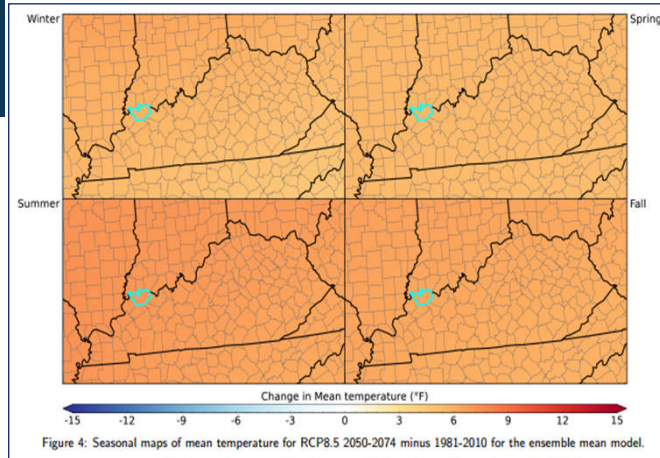 Winter
Spring
Summer
Fall
Change in Mean temperature (°F)
-15 -12 -9 -6 -3 0 3 6 9 12 15
Figure 4: Seasonal maps of mean temperature for RCP8.5 2050-2074 minus 1981-2010 for the ensemble mean model.